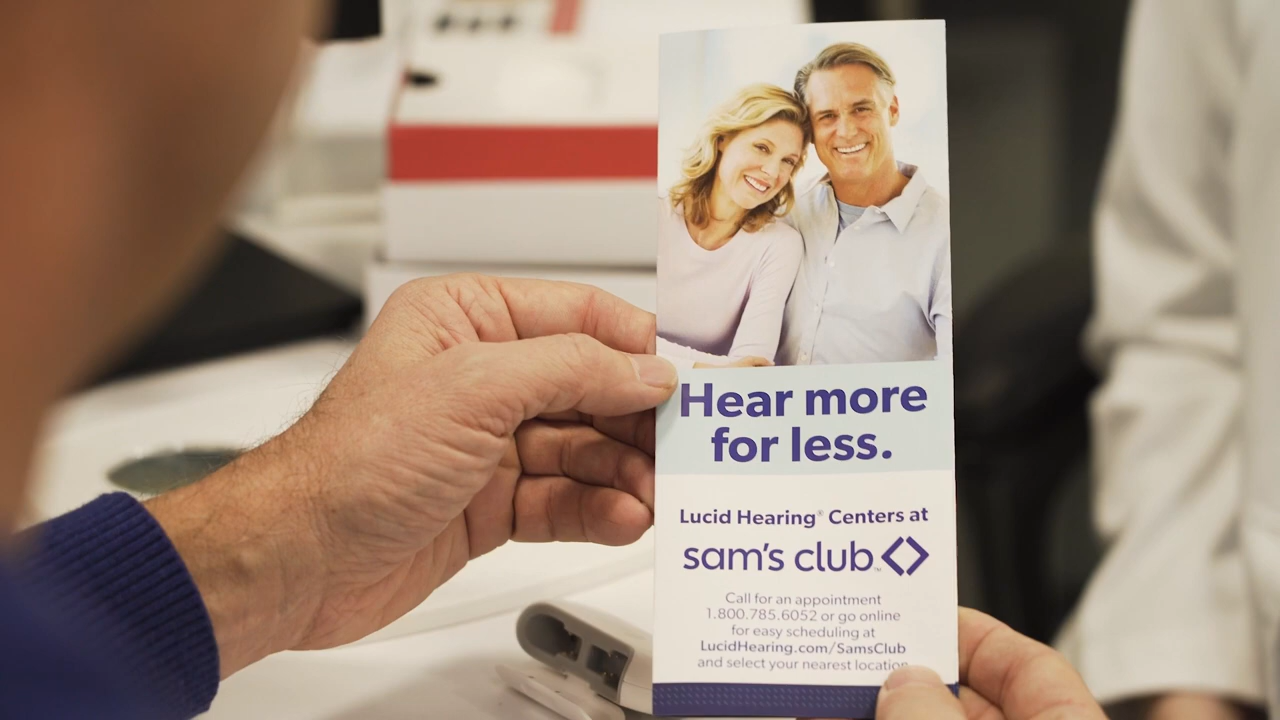 Hear more
for less.
Lucid Hearing® Centers at
sam's club™
Call for an appointment
1.800.785.6052 or go online
for easy scheduling at
LucidHearing.com/SamsClub
and select your nearest location